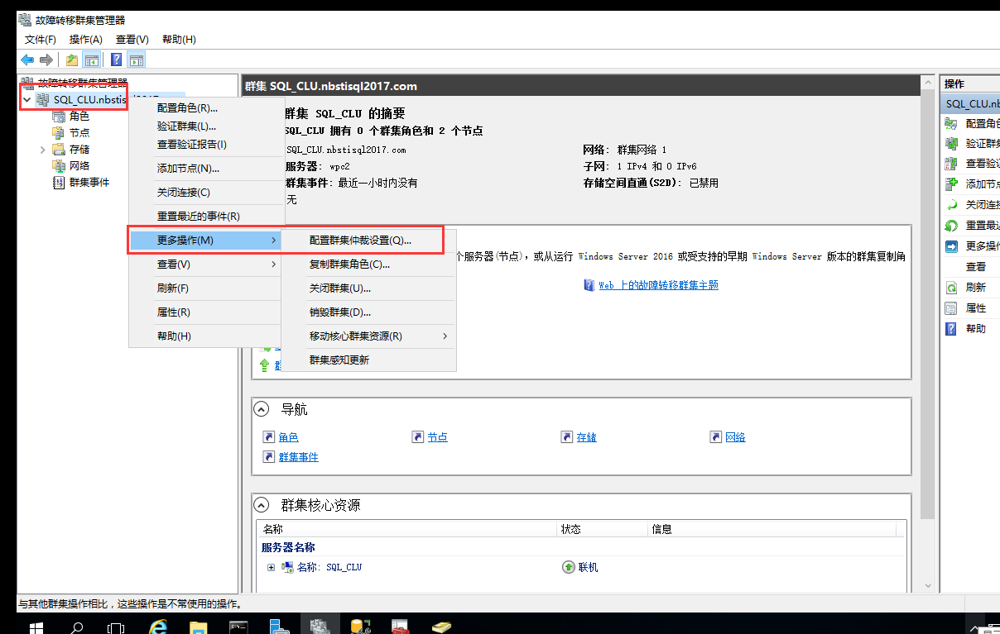 故障转移群集管理器
文件(F) 操作(A) 查看(V) 帮助(H)
故障转移群集管理器
SQL_CLU.nbstis
角色
节点
存储
网络
群集事件
配置角色(R)...
验证群集(L)...
查看验证报告(I)
添加节点(N)...
关闭连接(C)
重置最近的事件(R)
更多操作(M)
查看(V)
刷新(F)
属性(R)
帮助(H)
配置群集仲裁设置(Q)...
复制群集角色(C)...
关闭群集(U)...
销毁群集(D)...
移动核心群集资源(R)
群集感知更新
群集 SQL_CLU.nbstisql2017.com
群集 SQL_CLU 的摘要
SQL_CLU 拥有 0 个群集角色和 2 个节点
SQL_CLU.nbstisql2017.com
服务器: wpc2
群集事件: 最近一小时内没有
无
网络: 群集网络 1
子网: 1 IPv4 和 0 IPv6
存储空间直通(S2D): 已禁用
个服务器(节点)，或从运行 Windows Server 2016 或受支持的早期 Windows Server 版本的群集复制角
Web 上的故障转移群集主题
群
导航
角色 节点 存储 网络
群集事件
群集核心资源
名称 状态 信息
服务器名称
名称: SQL_CLU 联机
操作
SQL_CLU.nb
配置角色
验证群集
查看验证
添加节点
关闭连接
重置最近
更多操作
查看
刷新
属性
帮助
与其他群集操作相比，这些操作是不常使用的操作。